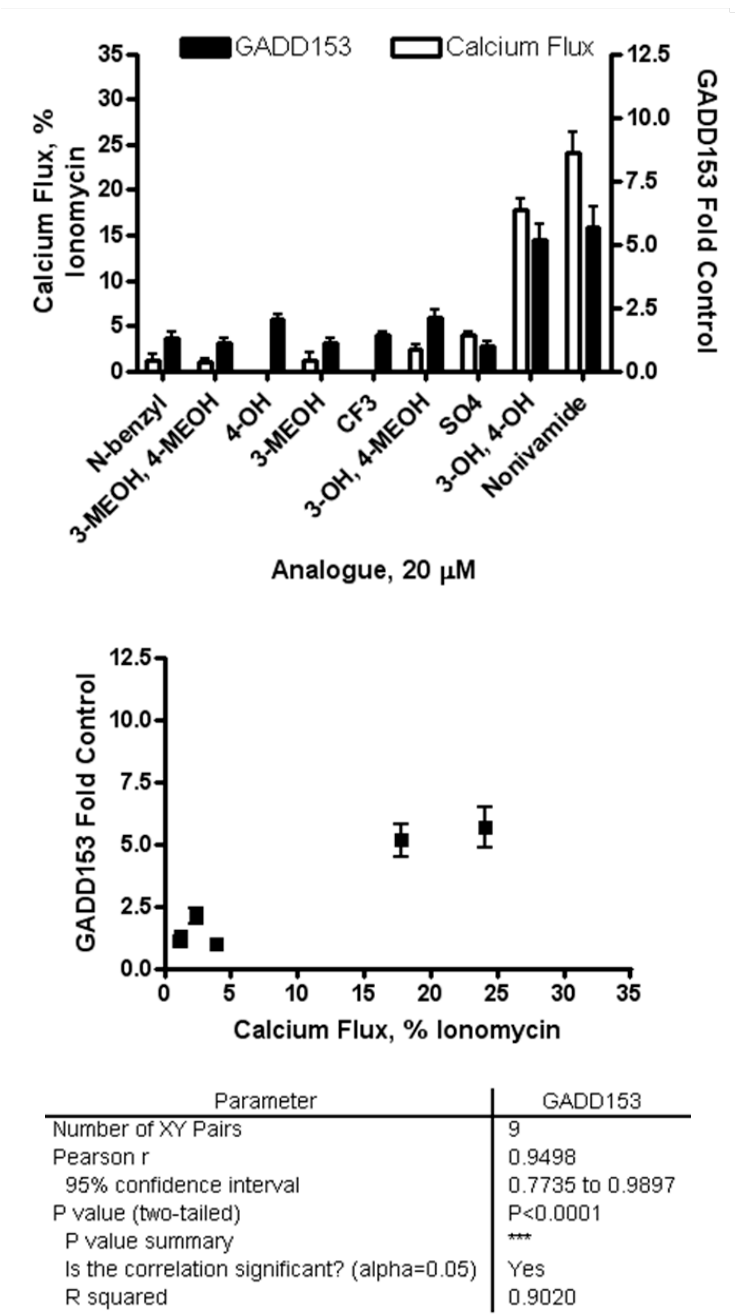 GADD153 Calcium Flux
35
30
25
20
15
10
5
0
Calcium Flux, %
Ionomycin
12.5
10.0
7.5
5.0
2.5
0.0
GADD153 Fold Control
N-benzyl
3-MEOH, 4-MEOH
4-OH
3-MEOH
CF3
3-OH, 4-MEOH
SO4
3-OH, 4-OH
Nonivamide
Analogue, 20 μM
GADD153 Fold Control
12.5
10.0
7.5
5.0
2.5
0.0
0 5 10 15 20 25 30 35
Calcium Flux, % Ionomycin
Parameter GADD153
Number of XY Pairs 9
Pearson r 0.9498
95% confidence interval 0.7735 to 0.9897
P value (two-tailed) P<0.0001
P value summary ***
Is the correlation significant? (alpha=0.05) Yes
R squared 0.9020